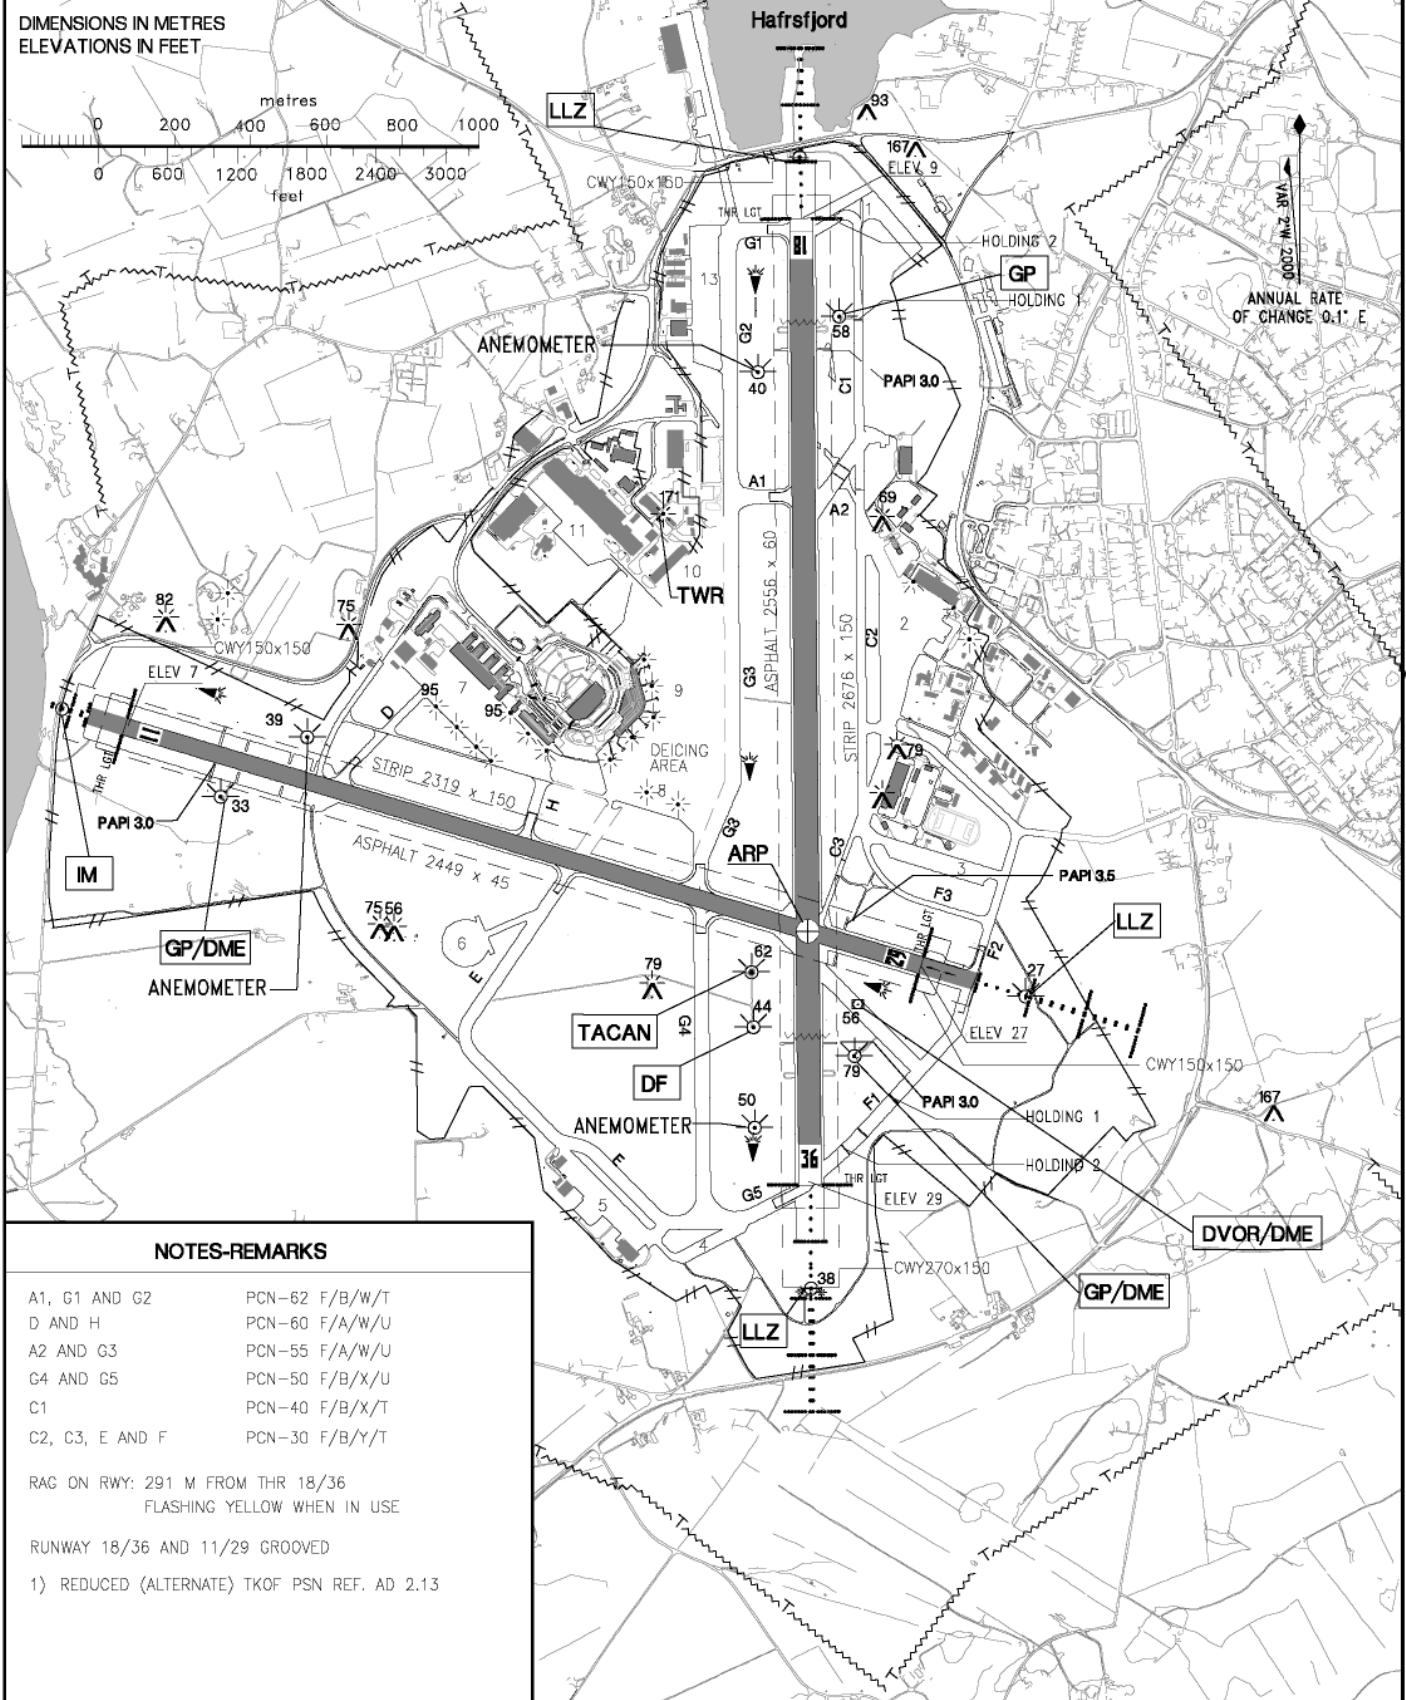 DIMENSIONS IN METRES
ELEVATIONS IN FEET
metres
0 200 400 600 800 1000
0 600 1200 1800 2400 3000
feet
Hafrsfjord
LLZ
93
167
ELEV 9
CWY150x150
THR LGT
1
G1
18
HOLDING 2
GP
HOLDING 1
VAR 2°W 2000
ANNUAL RATE
OF CHANGE 0.1° E
13
58
G2
ANEMOMETER
40
C1
PAPI 3.0
A1
A2
69
171
11
10
TWR
ASPHALT 2556 x 60
STRIP 2676 x 150
C2
2
82
75
CWY150x150
ELEV 7
7
95
95
9
G3
D
39
11
THR LGT
DEICING
AREA
8
79
STRIP 2319 x 150
H
33
PAPI 3.0
ASPHALT 2449 x 45
G3
ARP
C3
3
PAPI 3.5
IM
F3
LLZ
75 56
6
GP/DME
ANEMOMETER
E
79
62
29
THR LGT
F2
27
TACAN
44
G4
56
ELEV 27
DF
79
CWY150x150
50
ANEMOMETER
F1
PAPI 3.0
HOLDING 1
167
36
E
HOLDING 2
THR LGT
G5
ELEV 29
5
4
DVOR/DME
38
CWY270x150
GP/DME
LLZ
NOTES-REMARKS
A1, G1 AND G2 PCN-62 F/B/W/T
D AND H PCN-60 F/A/W/U
A2 AND G3 PCN-55 F/A/W/U
G4 AND G5 PCN-50 F/B/X/U
C1 PCN-40 F/B/X/T
C2, C3, E AND F PCN-30 F/B/Y/T
RAG ON RWY: 291 M FROM THR 18/36
FLASHING YELLOW WHEN IN USE
RUNWAY 18/36 AND 11/29 GROOVED
1) REDUCED (ALTERNATE) TKOF PSN REF. AD 2.13